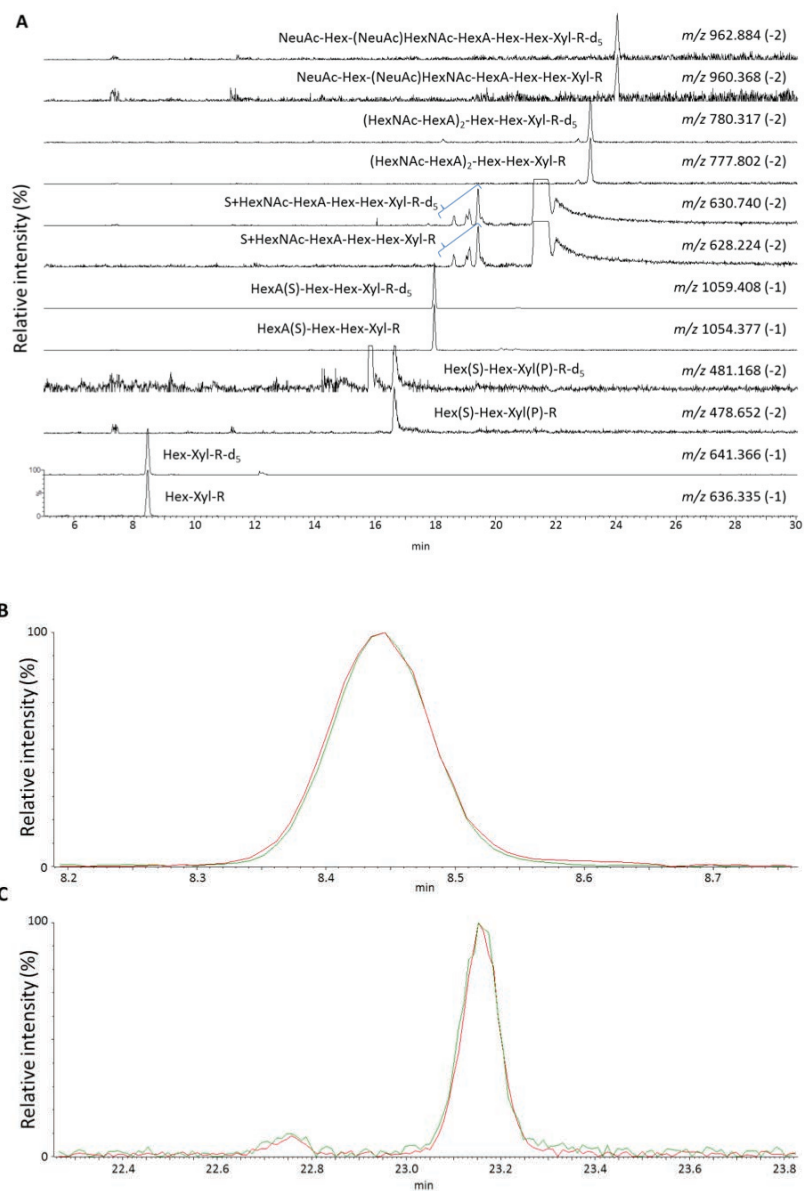 A
NeuAc-Hex-(NeuAc)HexNAc-HexA-Hex-Hex-Xyl-R-d5 m/z 962.884 (-2)
NeuAc-Hex-(NeuAc)HexNAc-HexA-Hex-Hex-Xyl-R m/z 960.368 (-2)
(HexNAc-HexA)2-Hex-Hex-Xyl-R-d5 m/z 780.317 (-2)
(HexNAc-HexA)2-Hex-Hex-Xyl-R m/z 777.802 (-2)
S+HexNAc-HexA-Hex-Hex-Xyl-R-d5 m/z 630.740 (-2)
S+HexNAc-HexA-Hex-Hex-Xyl-R m/z 628.224 (-2)
HexA(S)-Hex-Hex-Xyl-R-d5 m/z 1059.408 (-1)
HexA(S)-Hex-Hex-Xyl-R m/z 1054.377 (-1)
Hex(S)-Hex-Xyl(P)-R-d5 m/z 481.168 (-2)
Hex(S)-Hex-Xyl(P)-R m/z 478.652 (-2)
Hex-Xyl-R-d5 m/z 641.366 (-1)
Hex-Xyl-R m/z 636.335 (-1)
Relative intensity (%)
100
%
0
6 8 10 12 14 16 18 20 22 24 26 28 30
min
B
Relative intensity (%)
100
0
8.2 8.3 8.4 8.5 8.6 8.7
min
C
Relative intensity (%)
100
0
22.4 22.6 22.8 23.0 23.2 23.4 23.6 23.8
min